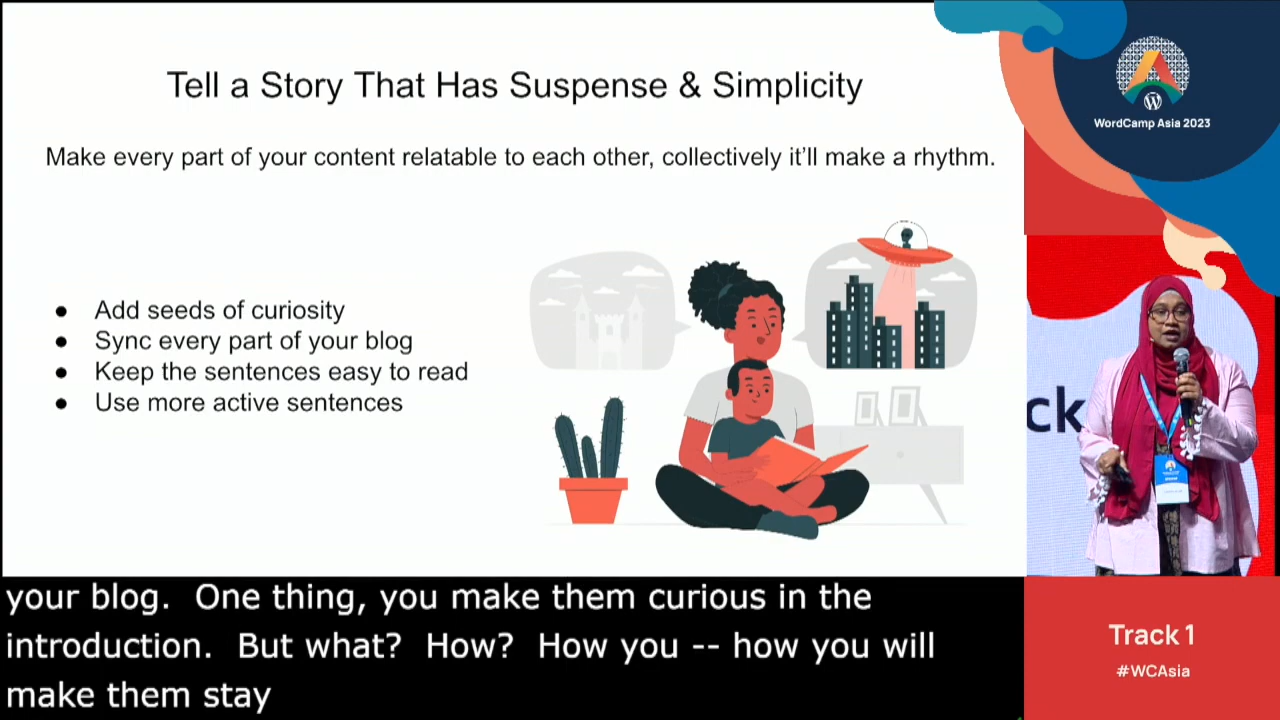 Tell a Story That Has Suspense & Simplicity
Make every part of your content relatable to each other, collectively it'll make a rhythm.
● Add seeds of curiosity
● Sync every part of your blog
● Keep the sentences easy to read
● Use more active sentences
WordCamp Asia 2023
ck
your blog.  One thing, you make them curious in the
introduction.  But what?  How?  How you -- how you will
make them stay
Track 1
#WCAsia